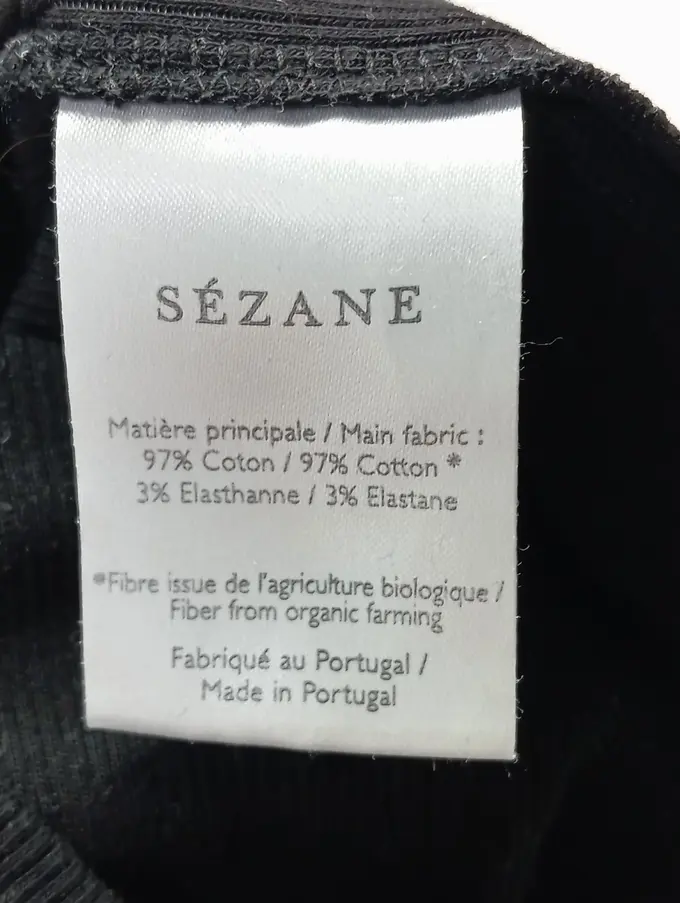 SÉZANE
Matière principale / Main fabric :
97% Coton / 97% Cotton *
3% Elasthanne / 3% Elastane
*Fibre issue de l'agriculture biologique /
Fiber from organic farming
Fabriqué au Portugal /
Made in Portugal